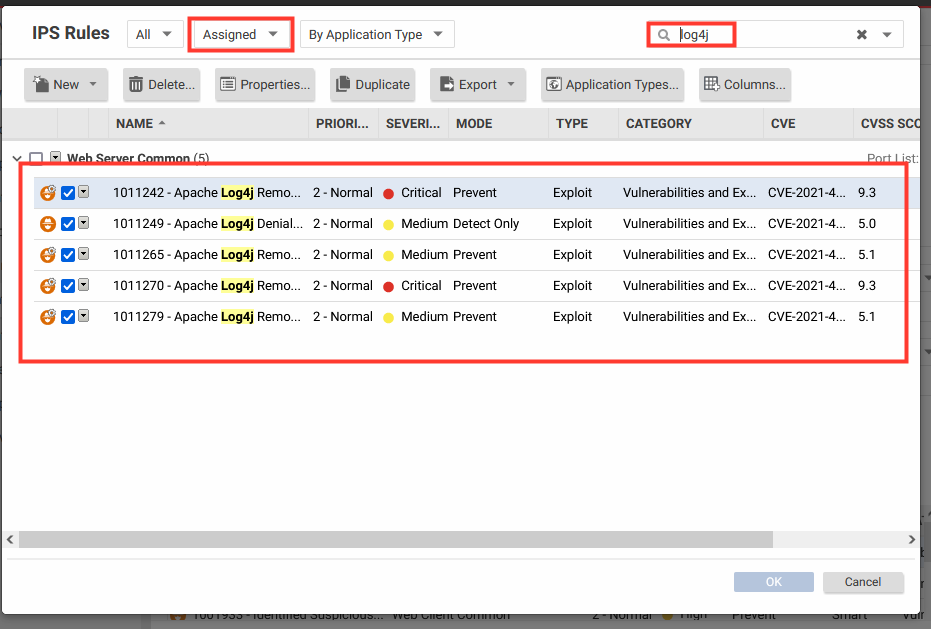 IPS Rules All Assigned By Application Type log4j
New Delete... Properties... Duplicate Export Application Types... Columns...
NAME PRIORI... SEVERI... MODE TYPE CATEGORY CVE CVSS SCO
Web Server Common (5) Port List:
1011242 - Apache Log4j Remo... 2 - Normal Critical Prevent Exploit Vulnerabilities and Ex... CVE-2021-4... 9.3
1011249 - Apache Log4j Denial... 2 - Normal Medium Detect Only Exploit Vulnerabilities and Ex... CVE-2021-4... 5.0
1011265 - Apache Log4j Remo... 2 - Normal Medium Prevent Exploit Vulnerabilities and Ex... CVE-2021-4... 5.1
1011270 - Apache Log4j Remo... 2 - Normal Critical Prevent Exploit Vulnerabilities and Ex... CVE-2021-4... 9.3
1011279 - Apache Log4j Remo... 2 - Normal Medium Prevent Exploit Vulnerabilities and Ex... CVE-2021-4... 5.1
OK Cancel
1001933 - Identified Suspicious... Web Client Common 2 - Normal High Prevent Smart Vuln